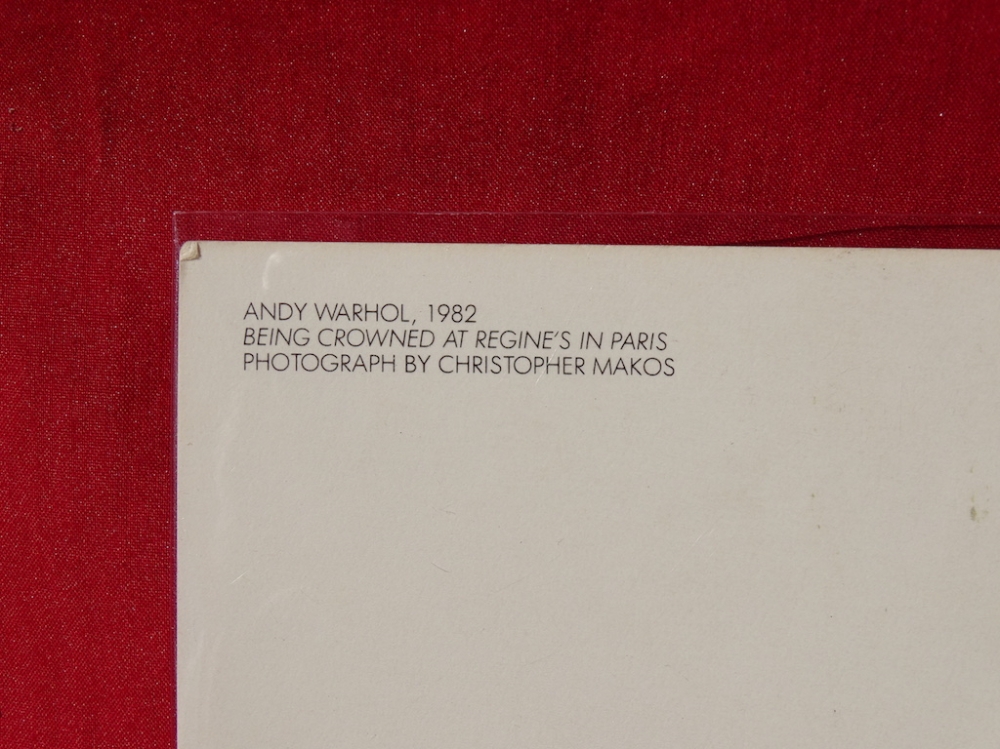 ANDY WARHOL, 1982
BEING CROWNED AT REGINE'S IN PARIS
PHOTOGRAPH BY CHRISTOPHER MAKOS